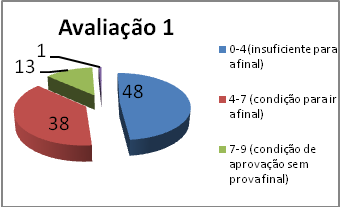 Avaliação 1
1
13
48
38
0-4(insuficiente para
a final)
4-7 (condição para ir
a final)
7-9 (condição de
aprovação sem
prova final)